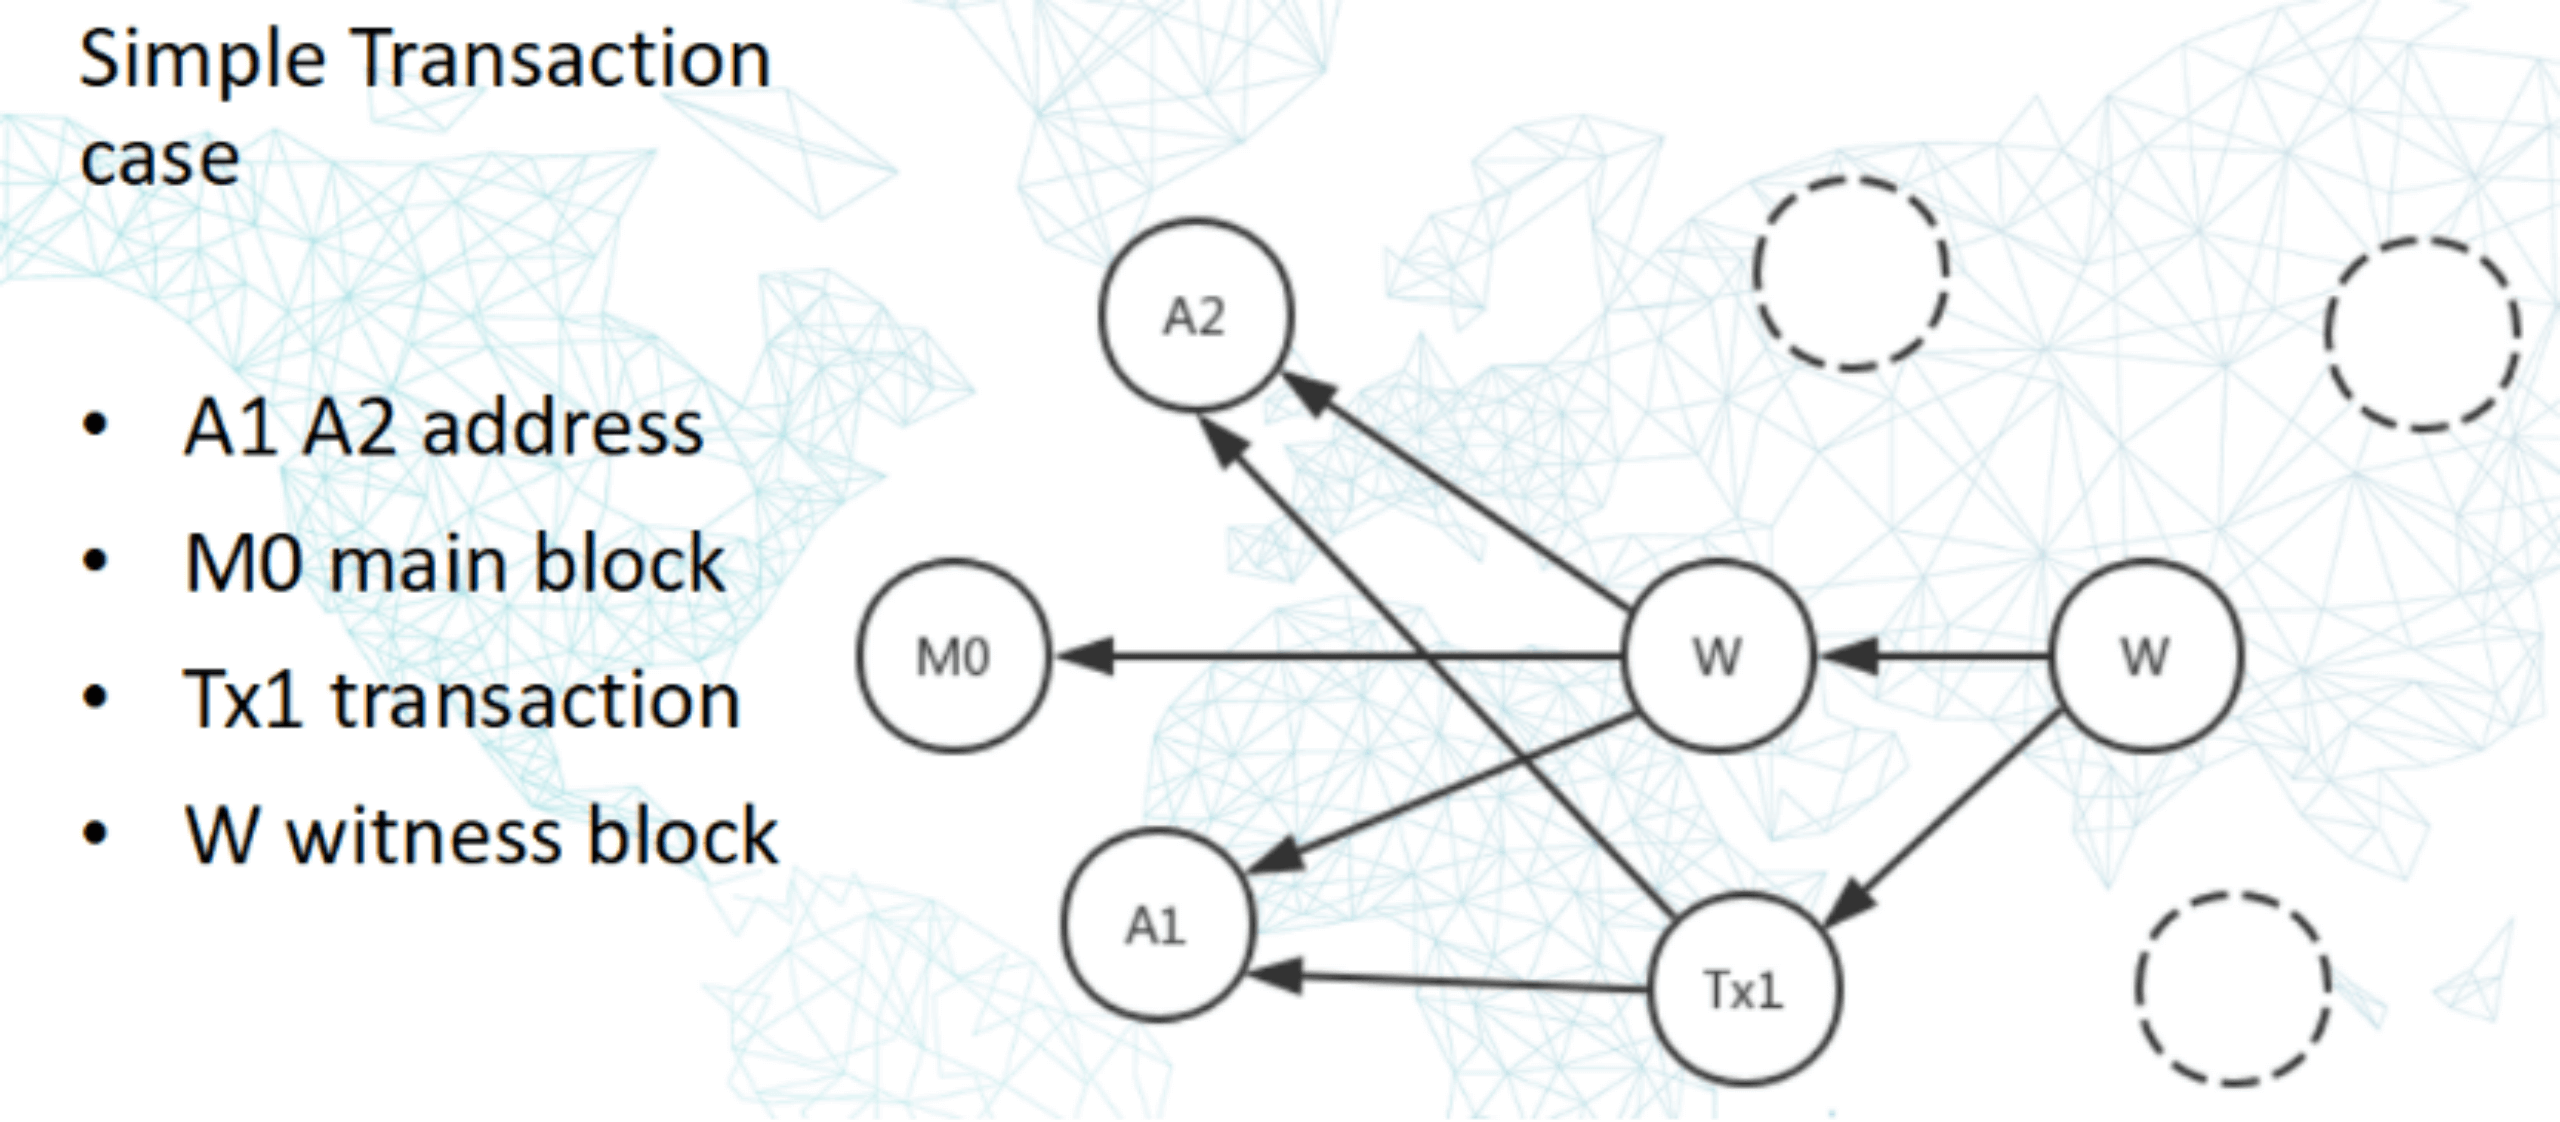 Simple Transaction
case
• A1 A2 address
• M0 main block
• Tx1 transaction
• W witness block
A2
M0
W
W
A1
Tx1